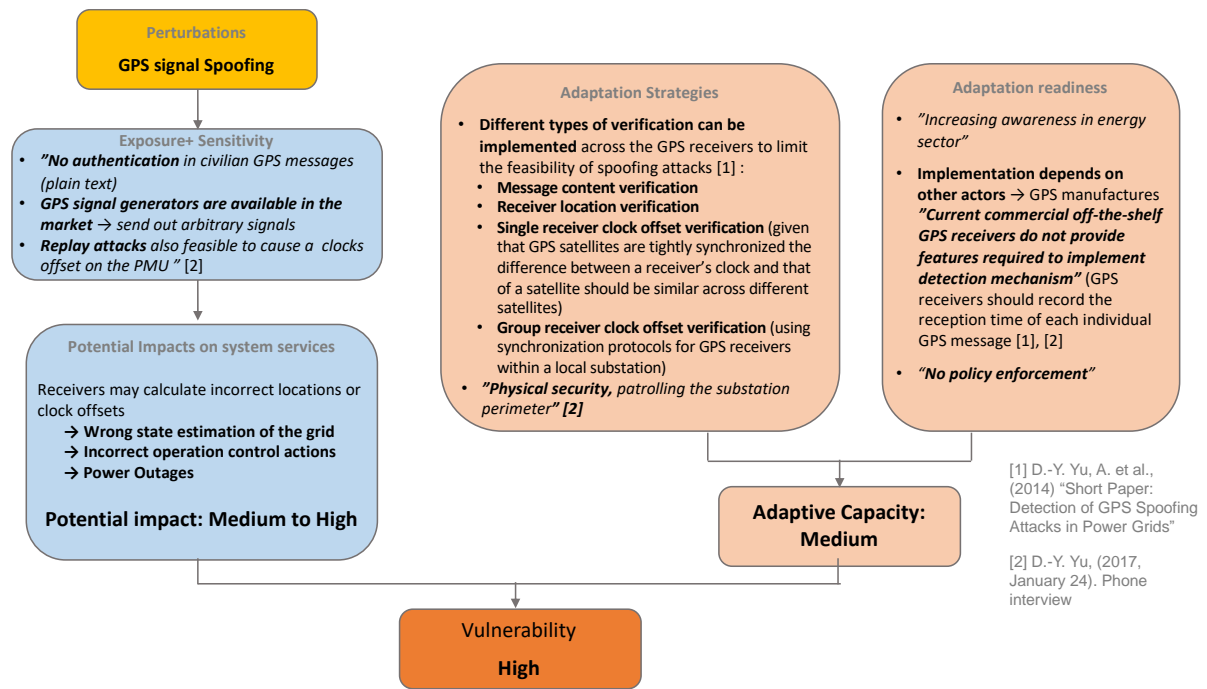 Perturbations
GPS signal Spoofing
Exposure+ Sensitivity
• ”No authentication in civilian GPS messages
(plain text)
• GPS signal generators are available in the
market → send out arbitrary signals
• Replay attacks also feasible to cause a clocks
offset on the PMU ” [2]
Potential Impacts on system services
Receivers may calculate incorrect locations or
clock offsets
→ Wrong state estimation of the grid
→ Incorrect operation control actions
→ Power Outages
Potential impact: Medium to High
Adaptation Strategies
• Different types of verification can be
implemented across the GPS receivers to limit
the feasibility of spoofing attacks [1] :
• Message content verification
• Receiver location verification
• Single receiver clock offset verification (given
that GPS satellites are tightly synchronized the
difference between a receiver’s clock and that
of a satellite should be similar across different
satellites)
• Group receiver clock offset verification (using
synchronization protocols for GPS receivers
within a local substation)
• ”Physical security, patrolling the substation
perimeter” [2]
Adaptation readiness
• ”Increasing awareness in energy
sector”
• Implementation depends on
other actors → GPS manufactures
”Current commercial off-the-shelf
GPS receivers do not provide
features required to implement
detection mechanism” (GPS
receivers should record the
reception time of each individual
GPS message [1], [2]
• “No policy enforcement”
Adaptive Capacity:
Medium
[1] D.-Y. Yu, A. et al.,
(2014) “Short Paper:
Detection of GPS Spoofing
Attacks in Power Grids”
[2] D.-Y. Yu, (2017,
January 24). Phone
interview
Vulnerability
High